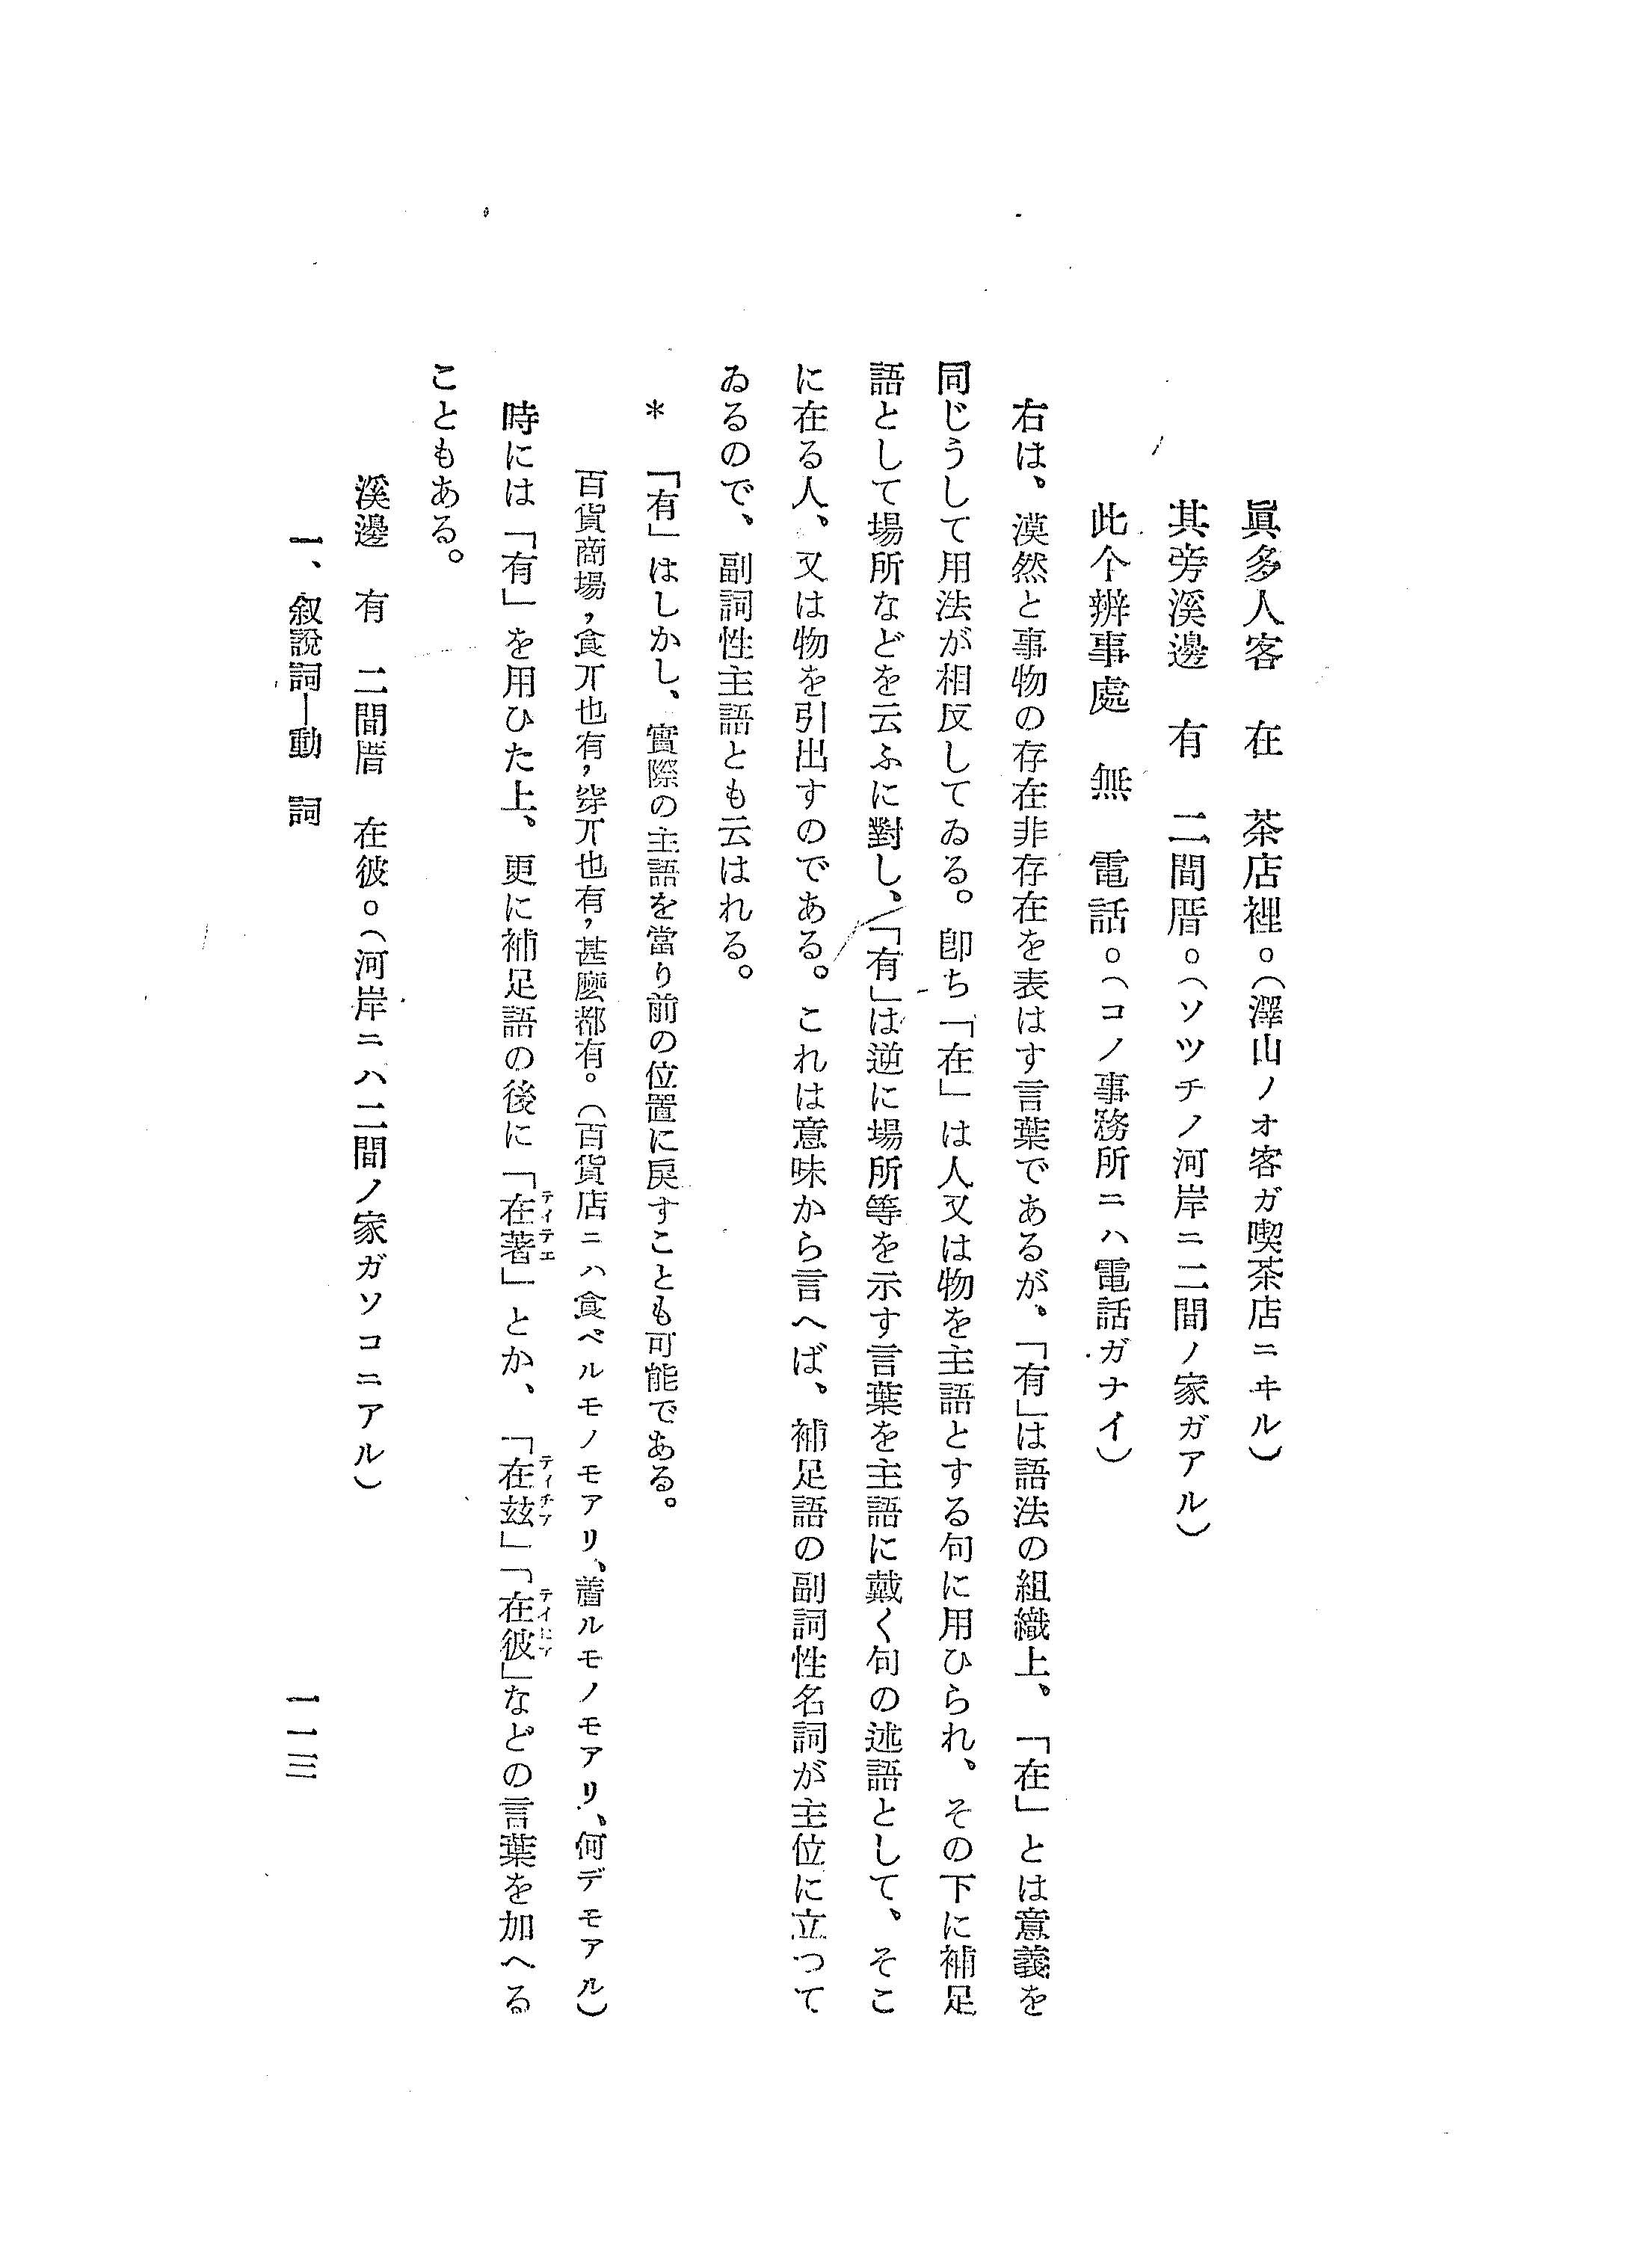 眞多人客　在　茶店裡。（澤山ノオ客ガ喫茶店ニヰル）
其旁溪邊　有　二間厝。（ソツチノ河岸ニ二間ノ家ガアル）
此个辨事處　無　電話。（コノ事務所ニハ電話ガナイ）
右は、漠然と事物の存在非存在を表はす言葉であるが、「有」は語法の組織上、「在」とは意義を
同じうして用法が相反してゐる。卽ち「在」は人又は物を主語とする句に用ひられ、その下に補足
語として場所などを云ふに對し、「有」は逆に場所等を示す言葉を主語に戴く句の述語として、そこ
に在る人、又は物を引出すのである。これは意味から言へば、補足語の副詞性名詞が主位に立つて
ゐるので、副詞性主語とも云はれる。
＊　「有」はしかし、實際の主語を當り前の位置に戾すことも可能である。
百貨商場，食丌也有，穿丌也有，甚麼都有。（百貨店ニハ食ベルモノモアリ、着ルモノモアリ、何デモアル）
時には「有」を用ひた上、更に補足語の後に「在著」とか、「在玆」「在彼」などの言葉を加へる
テイテエ　テイチア　テイヒア
こともある。
溪邊　有　二間厝　在彼。（河岸ニハ二間ノ家ガソコニアル）
一、叙說詞―動　詞
一一三